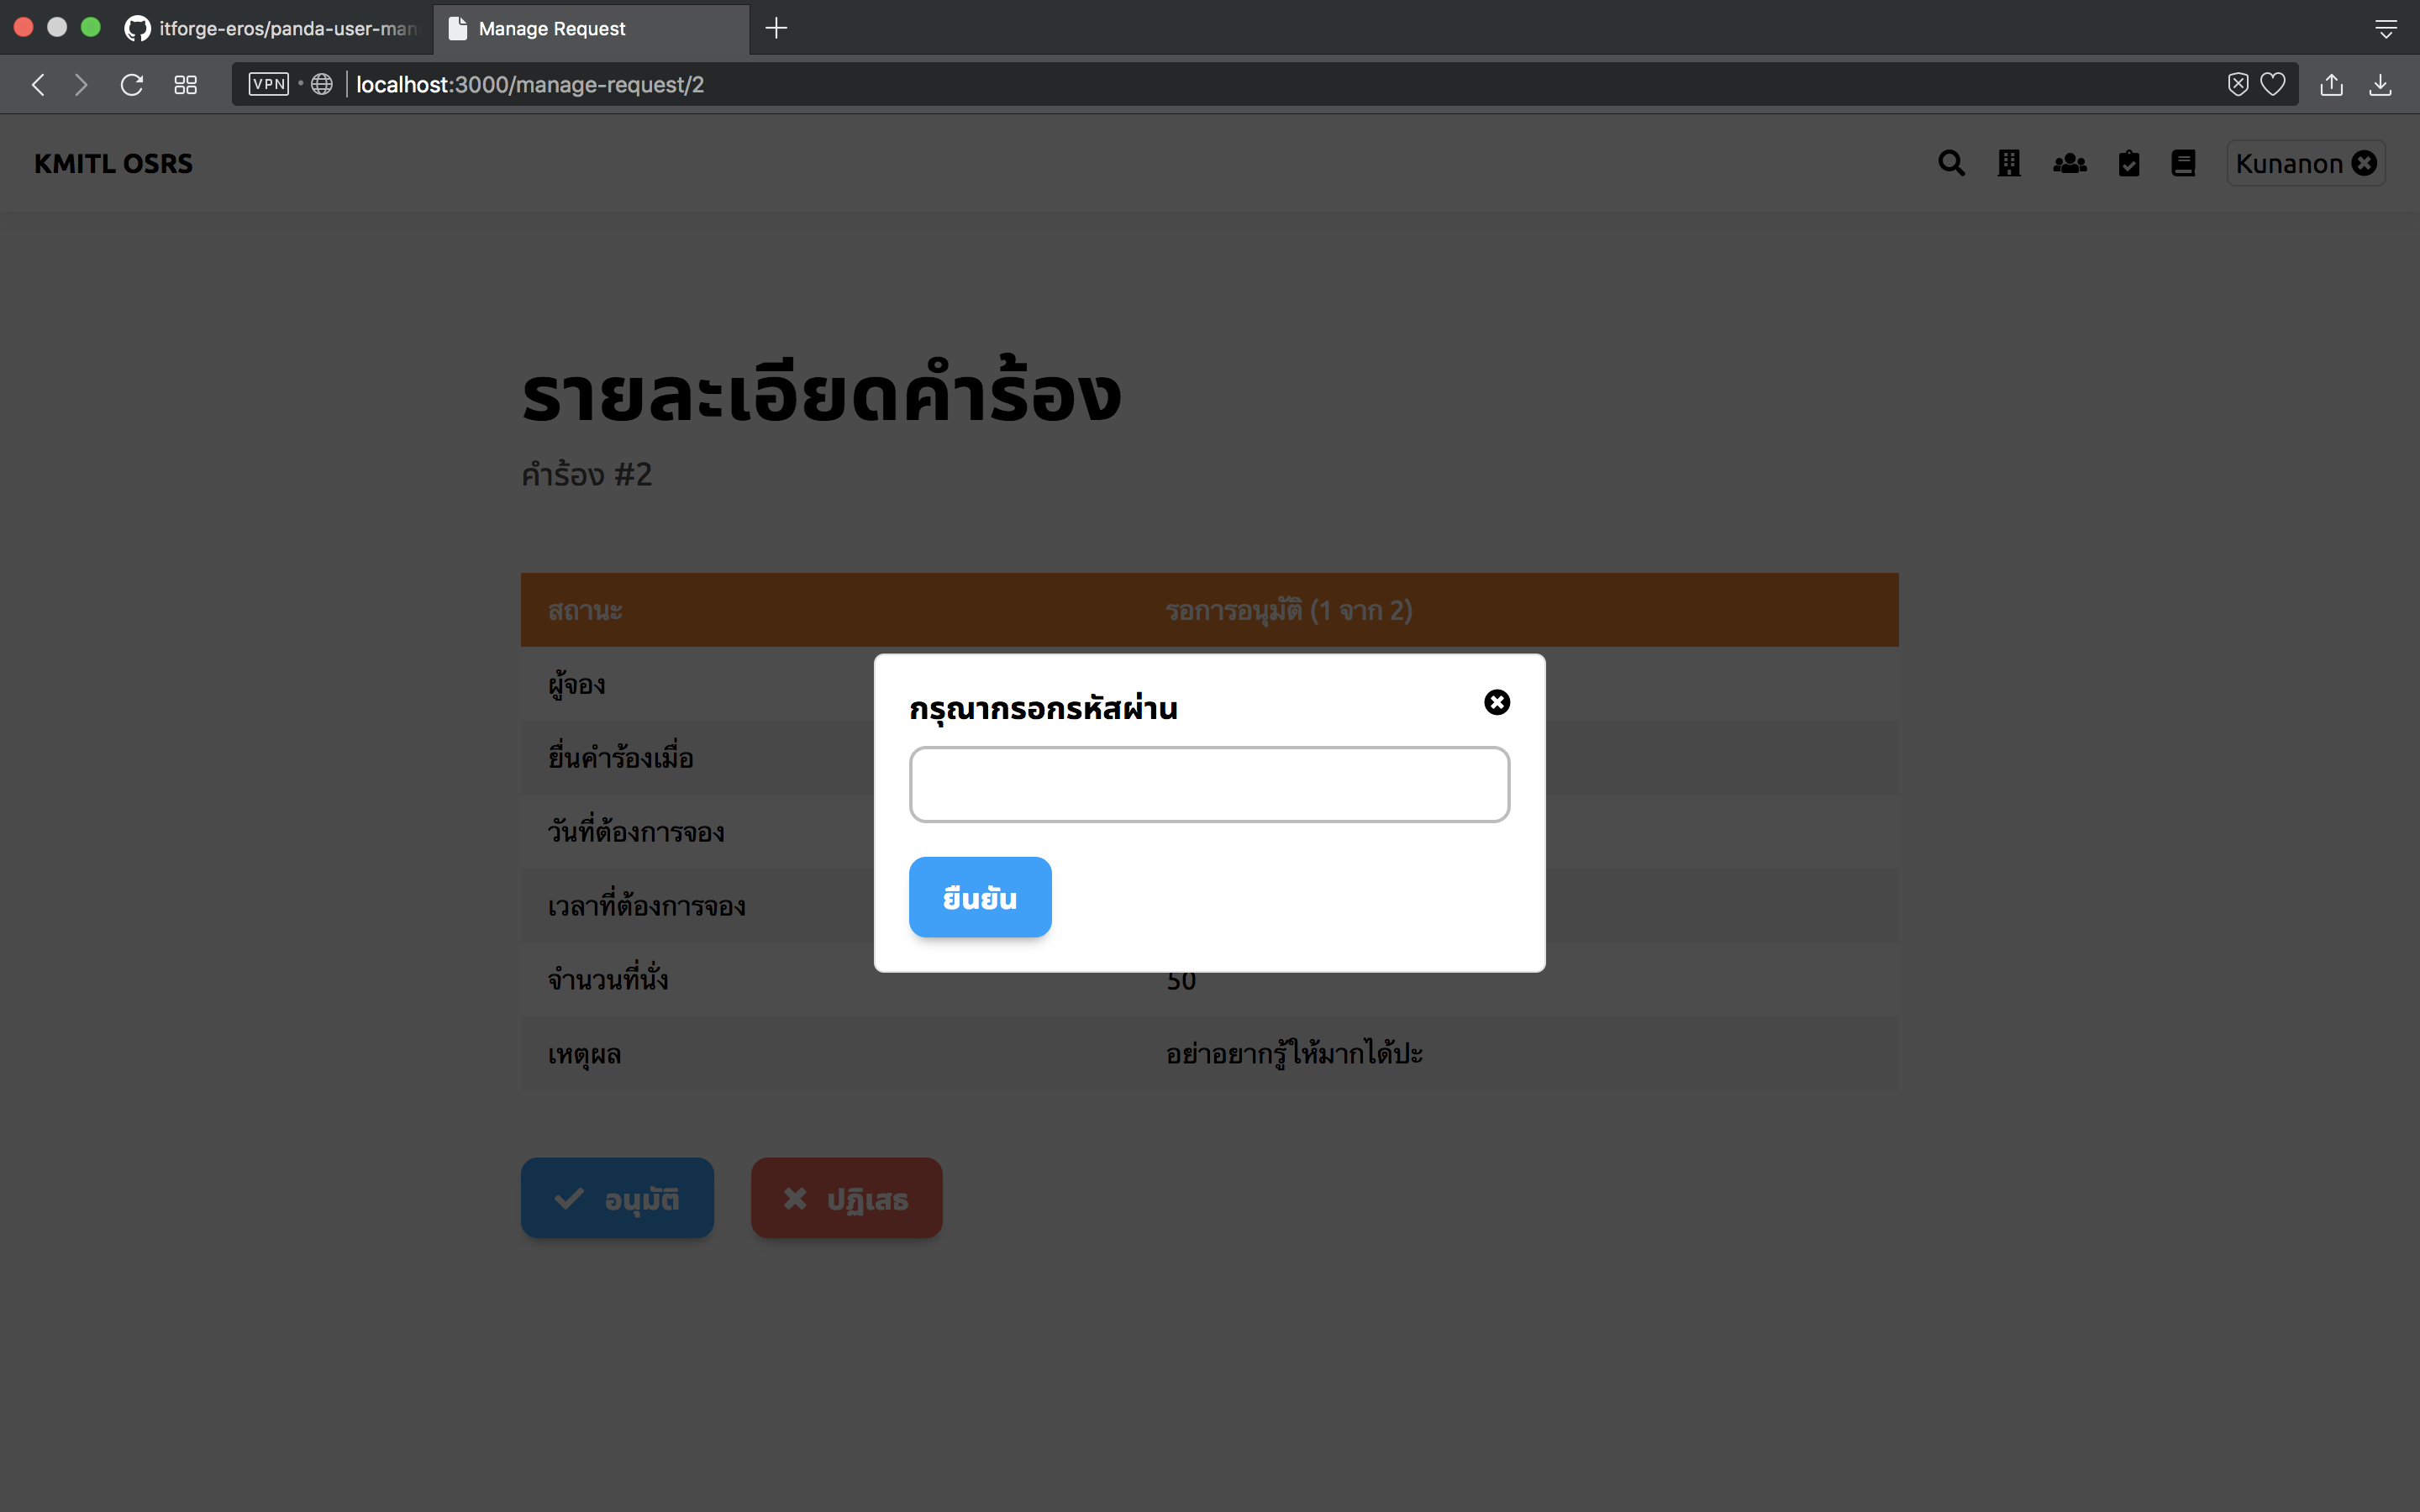 itforge-eros/panda-user-man
Manage Request
VPN
localhost:3000/manage-request/2
KMITL OSRS
Kunanon
รายละเอียดคำร้อง
คำร้อง #2
สถานะ รอการอนุมัติ (1 จาก 2)
ผู้จอง
กรุณากรอกรหัสผ่าน
ยื่นคำร้องเมื่อ
วันที่ต้องการจอง
เวลาที่ต้องการจอง
ยืนยัน
จำนวนที่นั่ง 50
เหตุผล อย่าอยากรู้ให้มากได้ปะ
อนุมัติ ปฏิเสธ